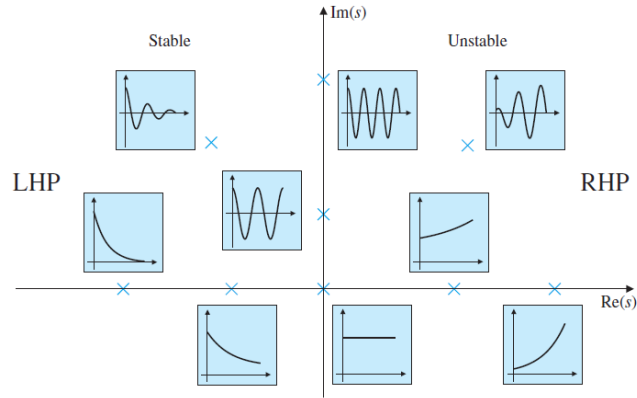 Im(s)
Stable
Unstable
LHP
RHP
Re(s)